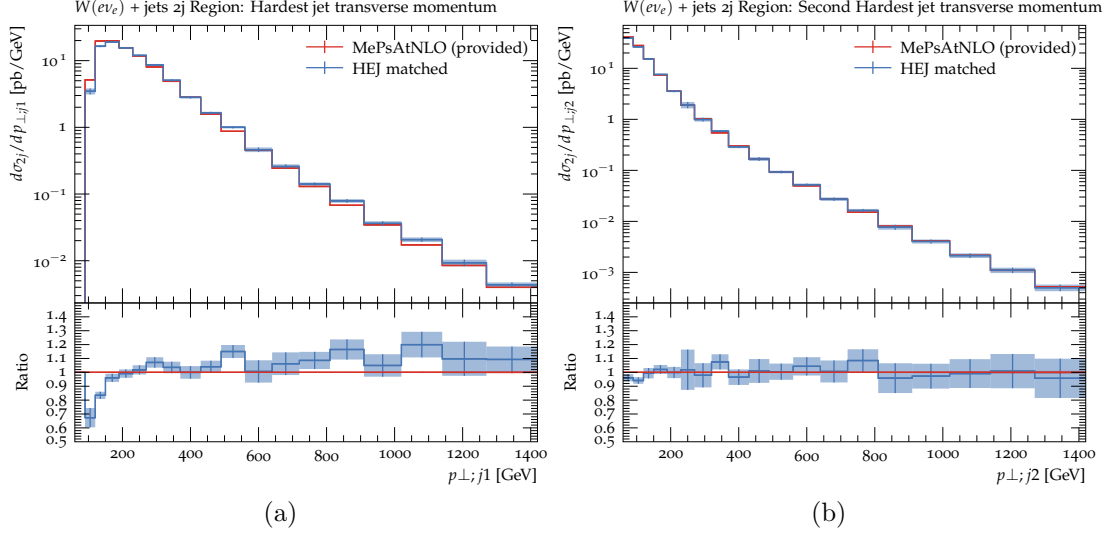 W(eνe) + jets 2j Region: Hardest jet transverse momentum
MePsAtNLO (provided)
HEJ matched
dσ2j/dp⊥;j1 [pb/GeV]
10 1
1
10 −1
10 −2
1.4
1.3
1.2
1.1
1
0.9
0.8
0.7
0.6
0.5
Ratio
200 400 600 800 1000 1200 1400
p⊥; j1 [GeV]
(a)
W(eνe) + jets 2j Region: Second Hardest jet transverse momentum
MePsAtNLO (provided)
HEJ matched
dσ2j/dp⊥;j2 [pb/GeV]
10 1
1
10 −1
10 −2
10 −3
1.4
1.3
1.2
1.1
1
0.9
0.8
0.7
0.6
0.5
Ratio
200 400 600 800 1000 1200 1400
p⊥; j2 [GeV]
(b)